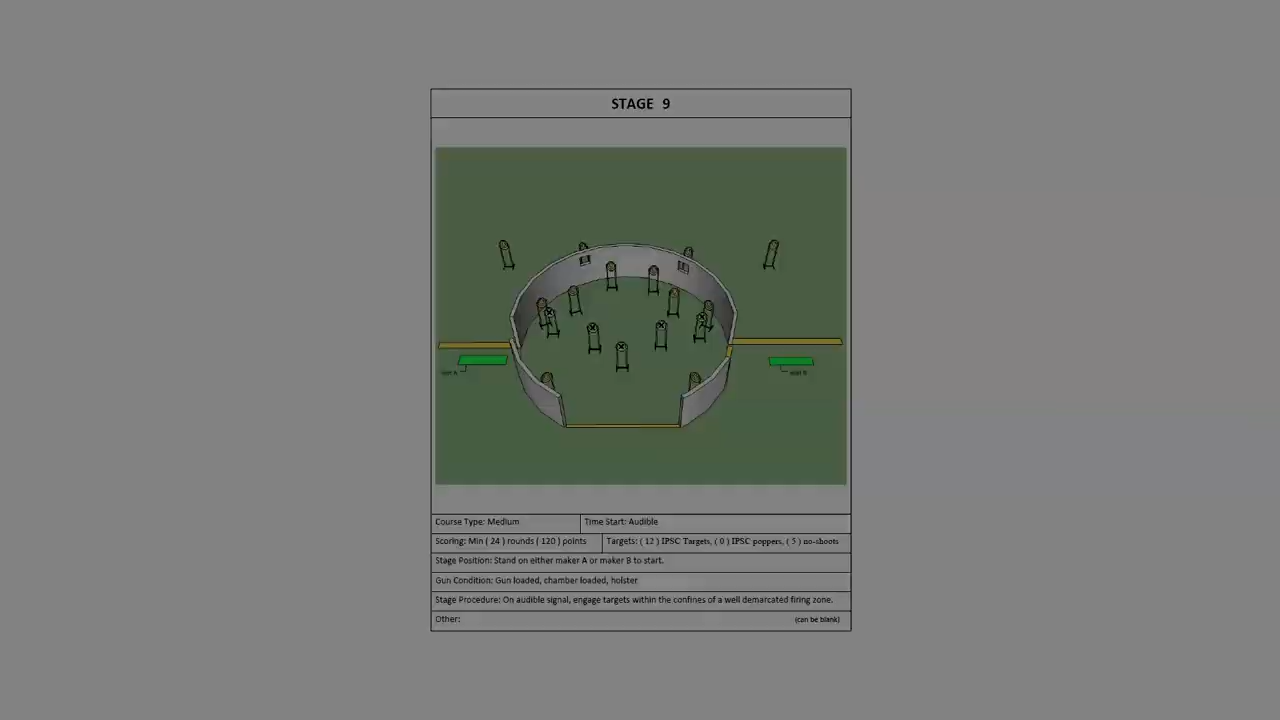 STAGE 9
Course Type: Medium
Time Start: Audible
Scoring: Min ( 24 ) rounds ( 120 ) points
Targets: ( 12 ) IPSC Targets, ( 0 ) IPSC poppers, ( 5 ) no-shoots
Stage Position: Stand on either maker A or maker B to start.
Gun Condition: Gun loaded, chamber loaded, holster
Stage Procedure: On audible signal, engage targets within the confines of a well demarcated firing zone.
Other:
(can be blank)